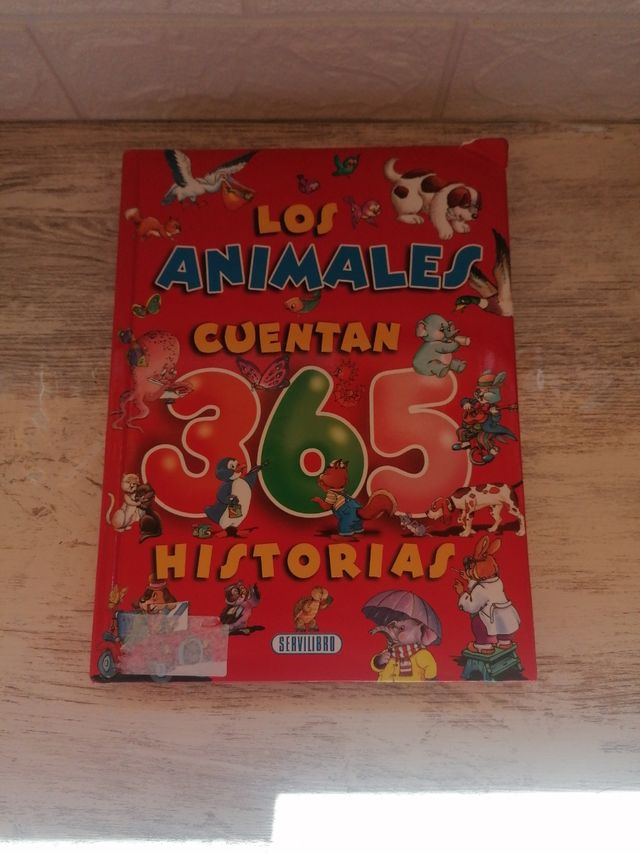 LOS
ANIMALES
CUENTAN
365
HISTORIAS
SERVILIBRO